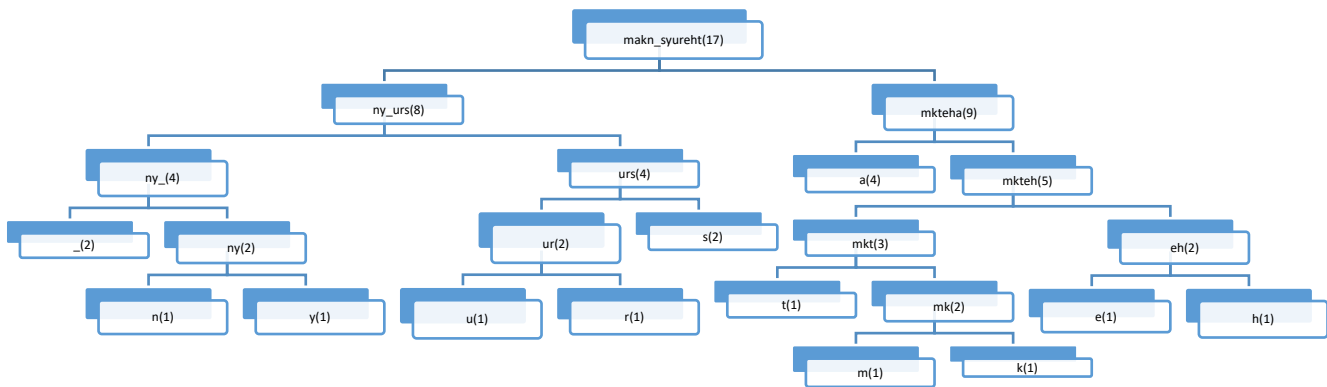 makn_syureht(17)
ny_urs(8)
mkteha(9)
ny_(4)
urs(4)
a(4)
mkteh(5)
_(2)
ny(2)
ur(2)
s(2)
mkt(3)
eh(2)
n(1)
y(1)
u(1)
r(1)
t(1)
mk(2)
e(1)
h(1)
m(1)
k(1)